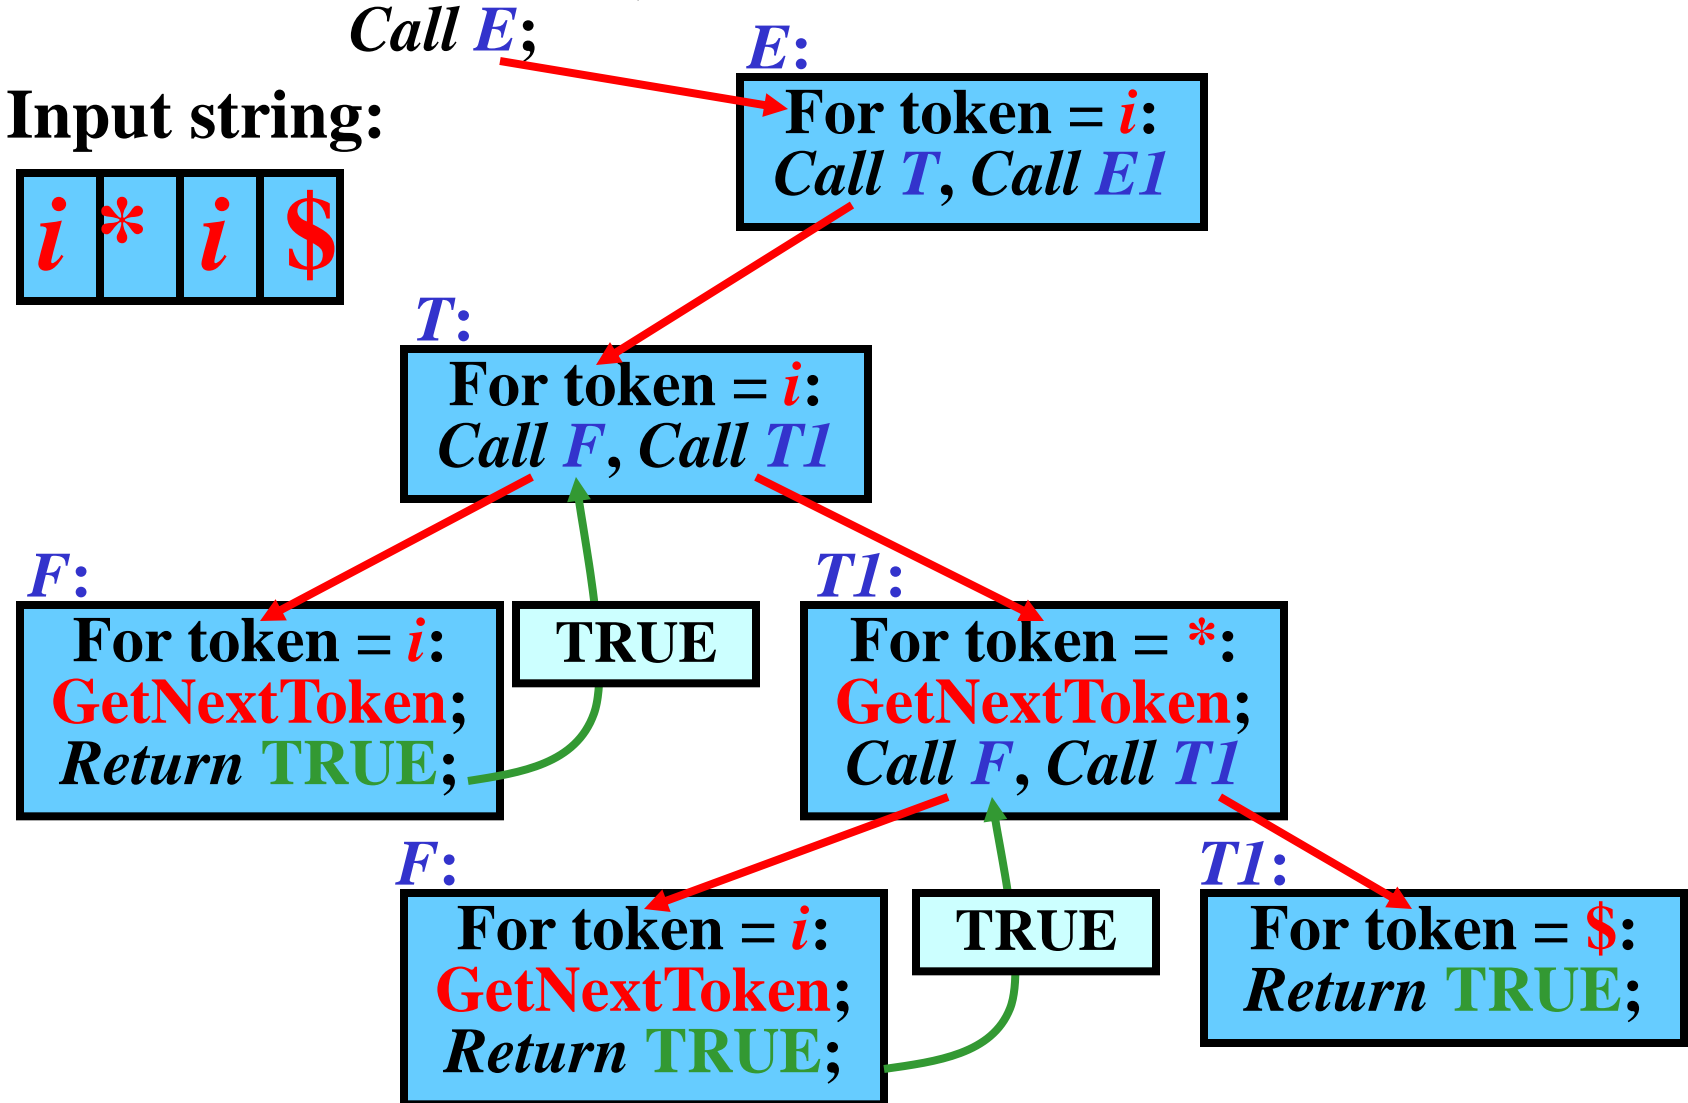 Call E;
E:
For token = i:
Call T, Call E1
Input string:
i * i $
T:
For token = i:
Call F, Call T1
F:
For token = i:
GetNextToken;
Return TRUE;
TRUE
T1:
For token = *:
GetNextToken;
Call F, Call T1
F:
For token = i:
GetNextToken;
Return TRUE;
TRUE
T1:
For token = $:
Return TRUE;